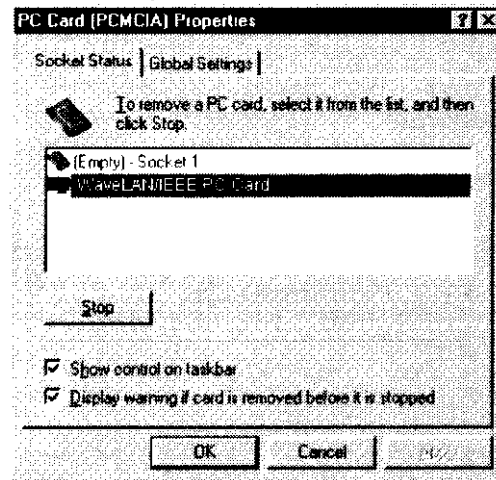 PC Card (PCMCIA) Properties
Socket Status Global Settings
To remove a PC card, select it from the list, and then
click Stop.
(Empty) - Socket 1
WaveLAN/IEEE PC Card
Stop
Show control on taskbar
Display warning if card is removed before it is stopped
OK Cancel